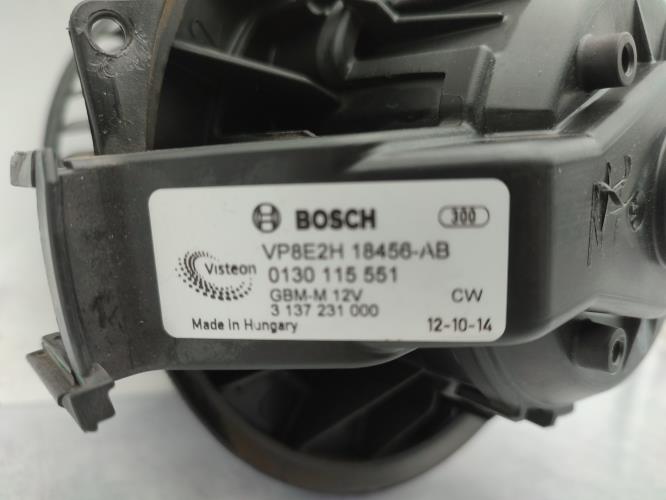 BOSCH 300
VP8E2H 18456-AB
Visteon
0130 115 551
GBM-M 12V CW
3 137 231 000
Made in Hungary 12-10-14